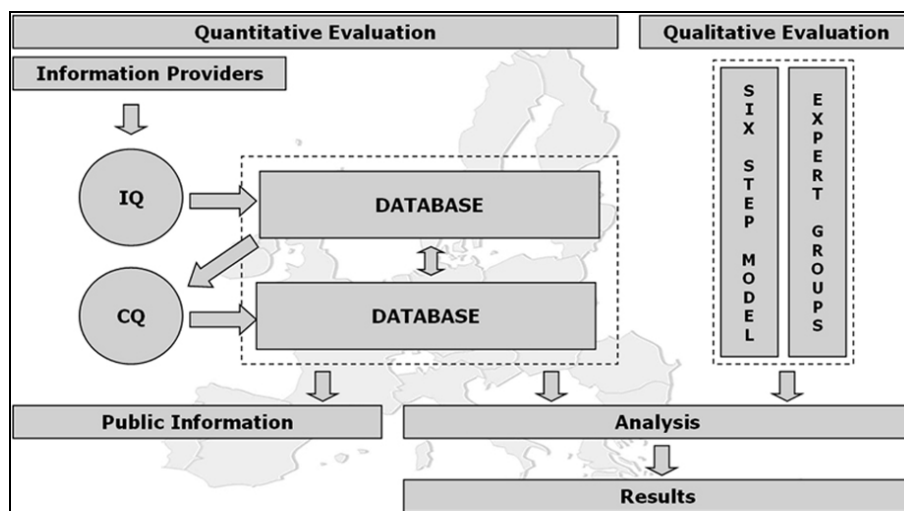 Quantitative Evaluation
Qualitative Evaluation
Information Providers
IQ
DATABASE
CQ
DATABASE
SIX STEP MODEL
EXPERT GROUPS
Public Information
Analysis
Results